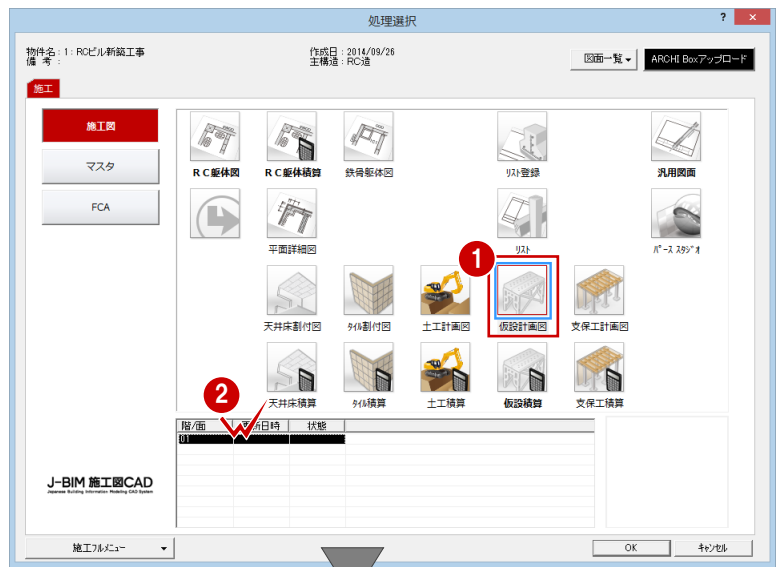 処理選択
? ×
物件名：1：RCビル新築工事
備 考 ：
作成日：2014/09/26
主構造：RC造
図面一覧
ARCHI Boxアップロード
施工
施工図
マスタ
FCA
ＲＣ躯体図
ＲＣ躯体積算
鉄骨躯体図
ﾘｽﾄ登録
汎用図面
平面詳細図
ﾘｽﾄ
ﾊﾟｰｽ ｽﾀｼﾞｵ
1
天井床割付図
ﾀｲﾙ割付図
土工計画図
仮設計画図
支保工計画図
天井床積算
ﾀｲﾙ積算
土工積算
仮設積算
支保工積算
2
階/面
更新日時
状態
01
J-BIM 施工図CAD
Japanese Building Information Modeling CAD System
施工ﾌﾙﾒﾆｭｰ
OK
ｷｬﾝｾﾙ